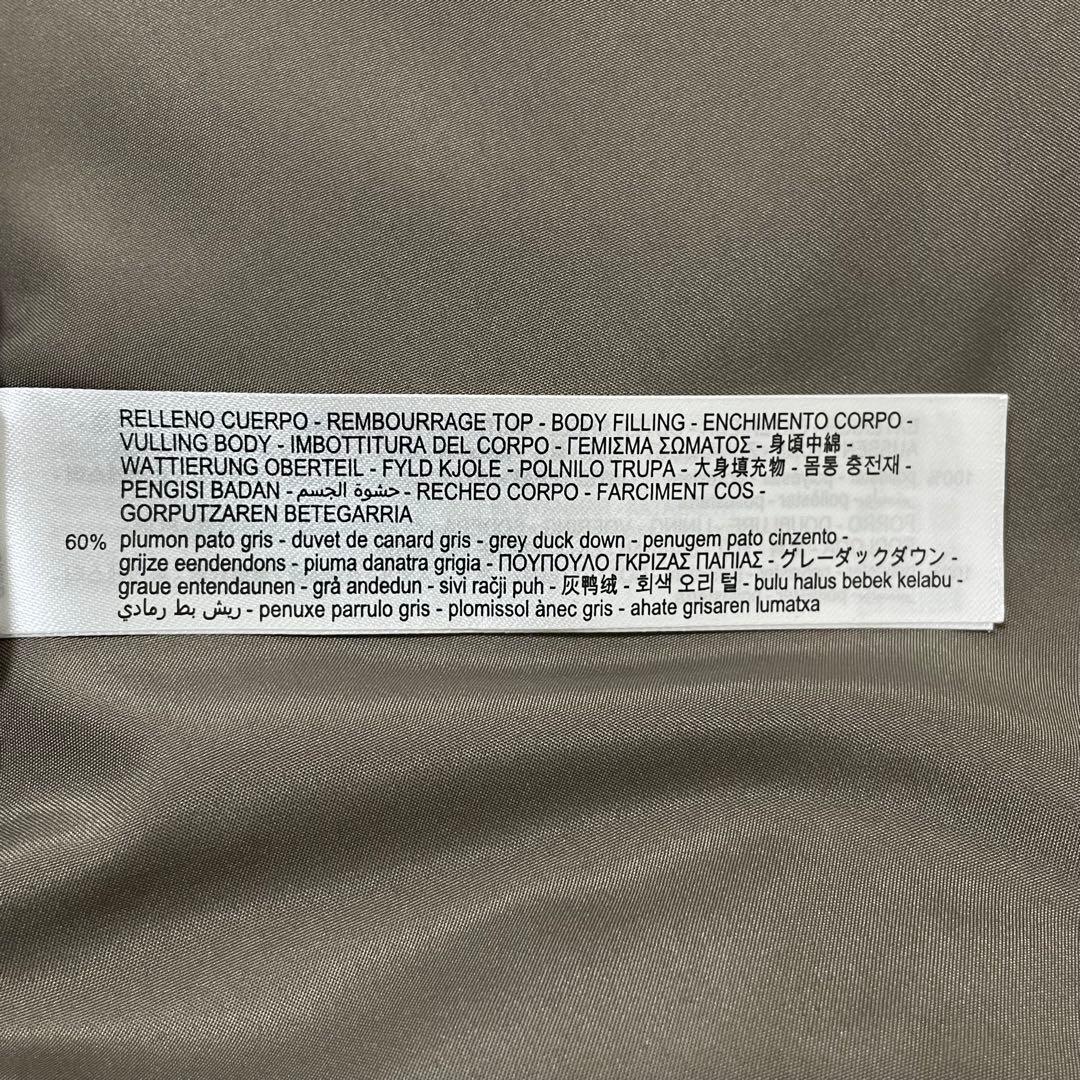 RELLENO CUERPO - REMBOURRAGE TOP - BODY FILLING - ENCHIMENTO CORPO -
VULLING BODY - IMBOTTITURA DEL CORPO - ΓΕΜΙΣΜΑ ΣΩΜΑΤΟΣ - 身頃中綿 -
WATTIERUNG OBERTEIL - FYLD KJOLE - POLNILO TRUPA - 大身填充物 - 몸통 충전재 -
PENGISI BADAN - حشوة الجسم - RECHEO CORPO - FARCIMENT COS -
GORPUTZAREN BETEGARRIA
60% plumon pato gris - duvet de canard gris - grey duck down - penugem pato cinzento -
grijze eendendons - piuma danatra grigia - ΠΟΥΠΟΥΛΟ ΓΚΡΙΖΑΣ ΠΑΠΙΑΣ - グレーダックダウン -
graue entendaunen - grå andedun - sivi račji puh - 灰鸭绒 - 회색 오리 털 - bulu halus bebek kelabu -
ريش بط رمادي - penuxe parrulo gris - plomissol ànec gris - ahate grisaren lumatxa